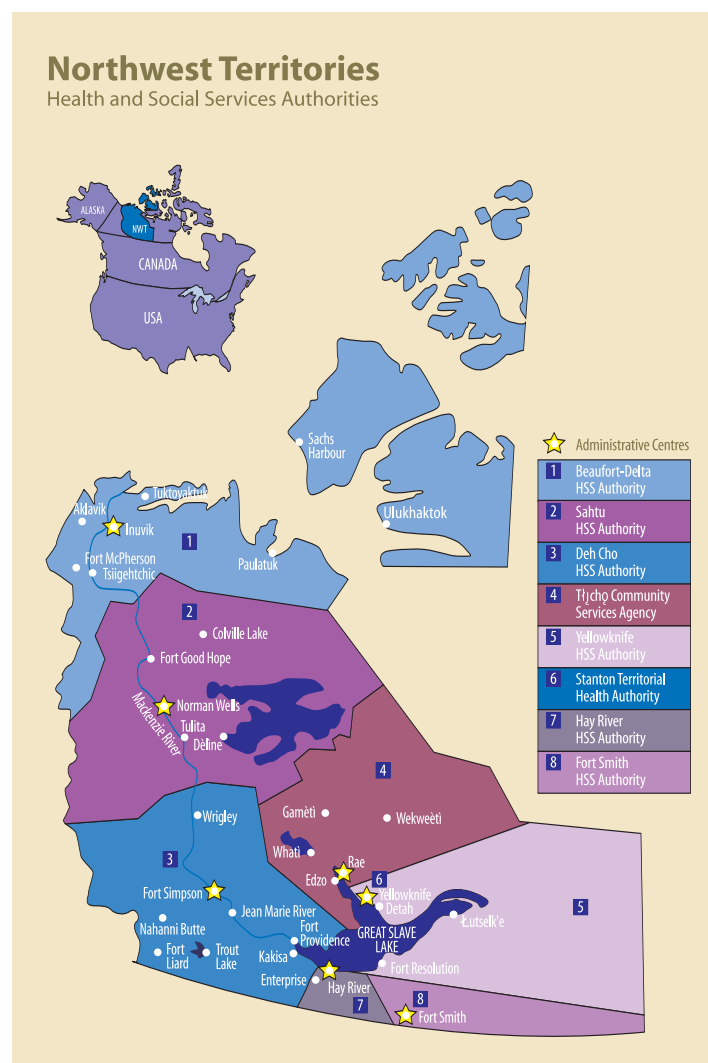 Northwest Territories
Health and Social Services Authorities
ALASKA
NWT
CANADA
USA
Sachs
Harbour
Ulukhaktok
Administrative Centres
1 Beaufort-Delta
HSS Authority
2 Sahtu
HSS Authority
3 Deh Cho
HSS Authority
4 Tłı̨chǫ Community
Services Agency
5 Yellowknife
HSS Authority
6 Stanton Territorial
Health Authority
7 Hay River
HSS Authority
8 Fort Smith
HSS Authority
Tuktoyaktuk
Aklavik
Inuvik
1
Fort McPherson
Tsiigehtchic
Paulatuk
2
Colville Lake
Fort Good Hope
Mackenzie River
Norman Wells
Tulita
Dèline
4
Gamètì
Wekweètì
Wrigley
Whatì
3
Rae
Edzo
6
Fort Simpson
Yellowknife
Detah
5
Jean Marie River
Łutselk'e
Nahanni Butte
Fort
Providence
GREAT SLAVE
LAKE
Fort
Liard
Trout
Lake
Kakisa
Fort Resolution
Enterprise
Hay River
7
8
Fort Smith